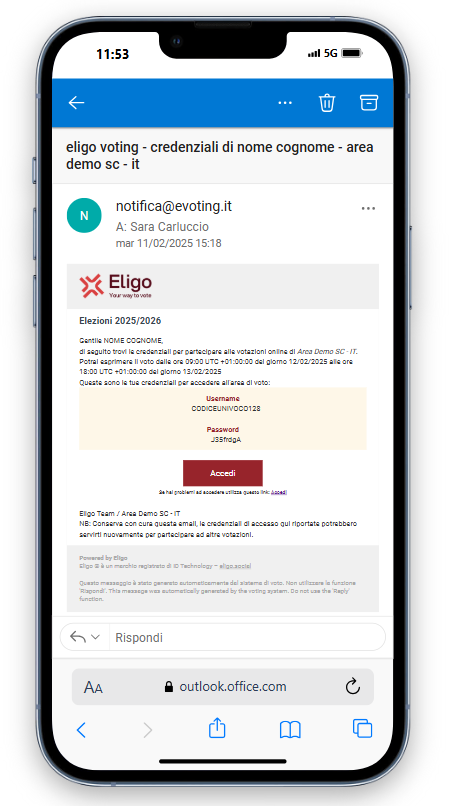 11:53
5G
eligo voting - credenziali di nome cognome - area
demo sc - it
N
notifica@evoting.it
A: Sara Carluccio
mar 11/02/2025 15:18
Eligo
Your way to vote
Elezioni 2025/2026
Gentile NOME COGNOME,
di seguito trovi le credenziali per partecipare alle votazioni online di Area Demo SC - IT.
Potrai esprimere il voto dalle ore 09:00 UTC +01:00:00 del giorno 12/02/2025 alle ore
18:00 UTC +01:00:00 del giorno 13/02/2025
Queste sono le tue credenziali per accedere all'area di voto:
Username
CODICEUNIVOCO128
Password
J35frdgA
Accedi
Se hai problemi ad accedere utilizza questo link: Accedi
Eligo Team / Area Demo SC - IT
NB: Conserva con cura questa email, le credenziali di accesso qui riportate potrebbero
servirti nuovamente per partecipare ad altre votazioni.
Powered by Eligo
Eligo ® è un marchio registrato di ID Technology – eligo.social
Questo messaggio è stato generato automaticamente dal sistema di voto. Non utilizzare la funzione
'Rispondi'. This message was automatically generated by the voting system. Do not use the 'Reply'
function.
Rispondi
AA
outlook.office.com